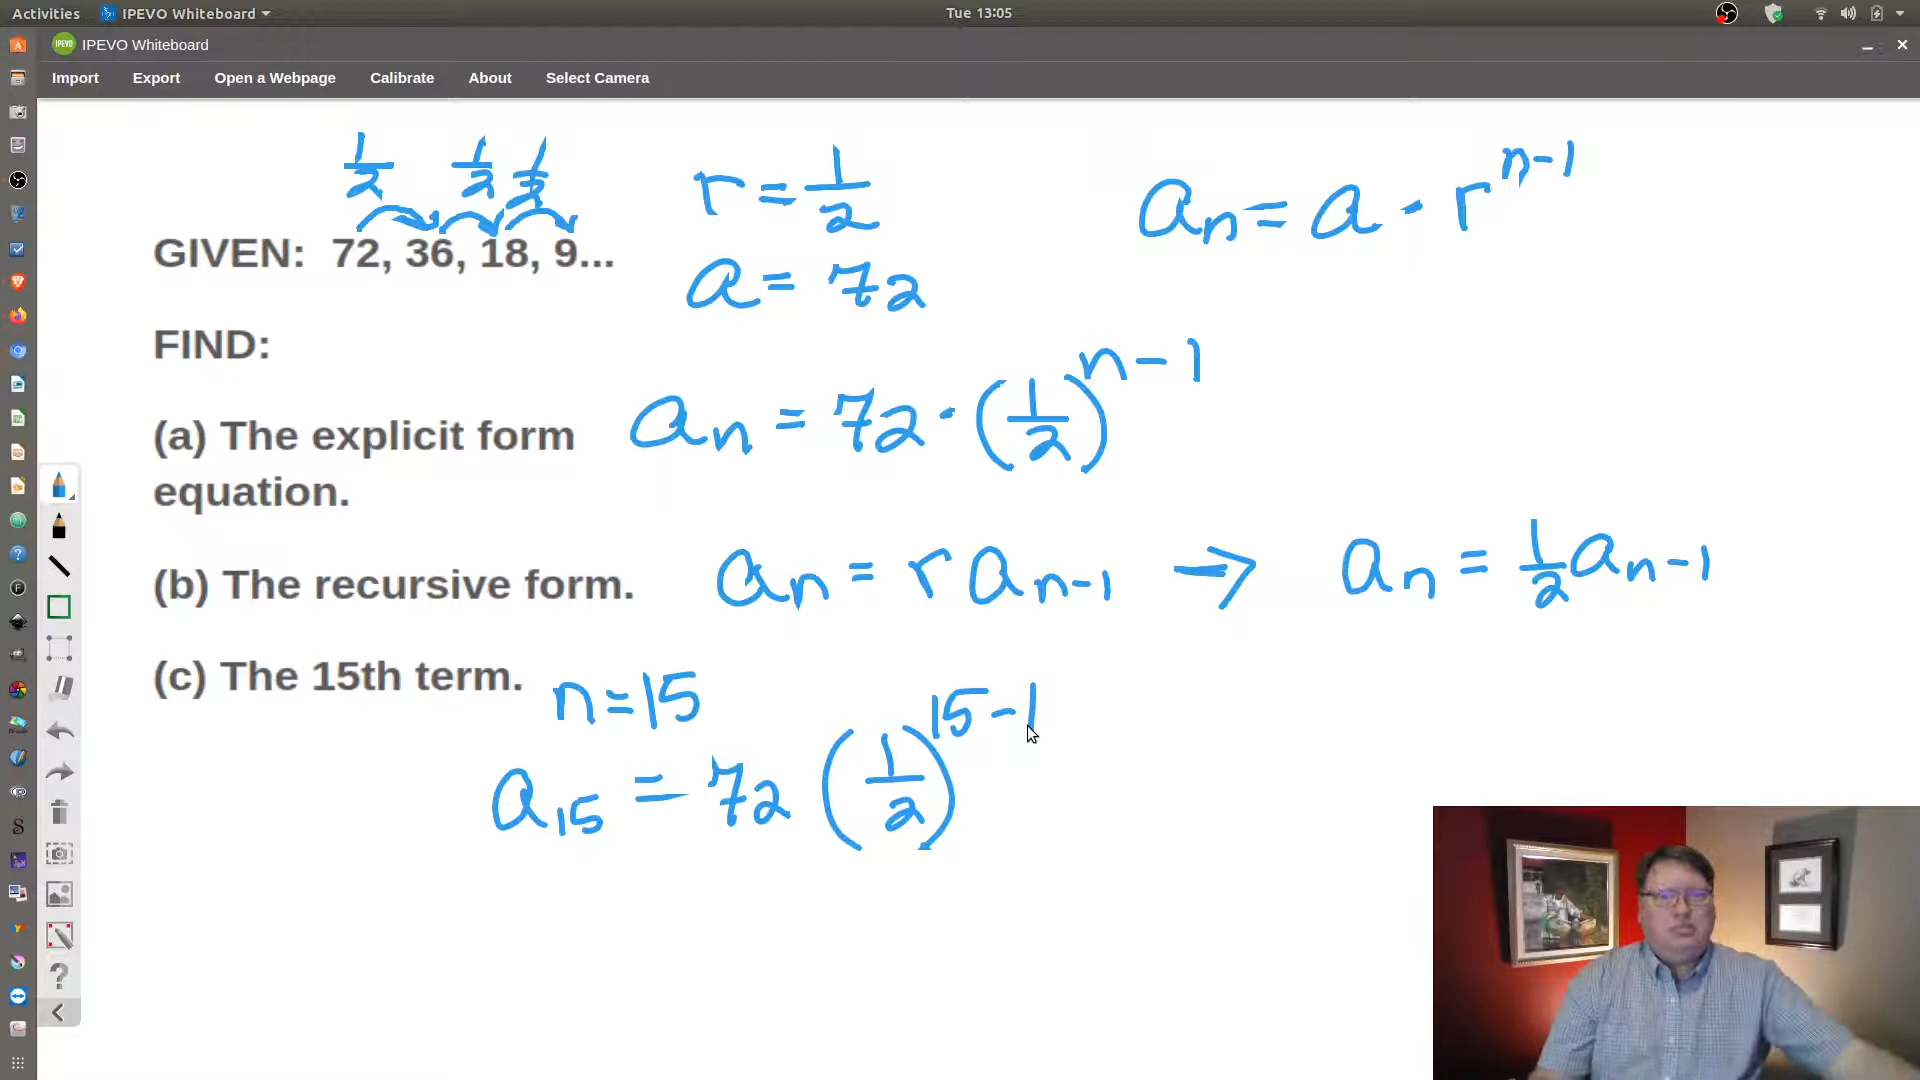 Activities IPEVO Whiteboard Tue 13:05
IPEVO IPEVO Whiteboard
Import Export Open a Webpage Calibrate About Select Camera
1/2 1/2 1/2
r = 1/2
aₙ = a · r^(n-1)
GIVEN: 72, 36, 18, 9...
a = 72
FIND:
aₙ = 72 · (1/2)^(n-1)
(a) The explicit form
equation.
(b) The recursive form. aₙ = r aₙ₋₁ → aₙ = 1/2 aₙ₋₁
(c) The 15th term. n = 15
a₁₅ = 72 (1/2)^(15-1)